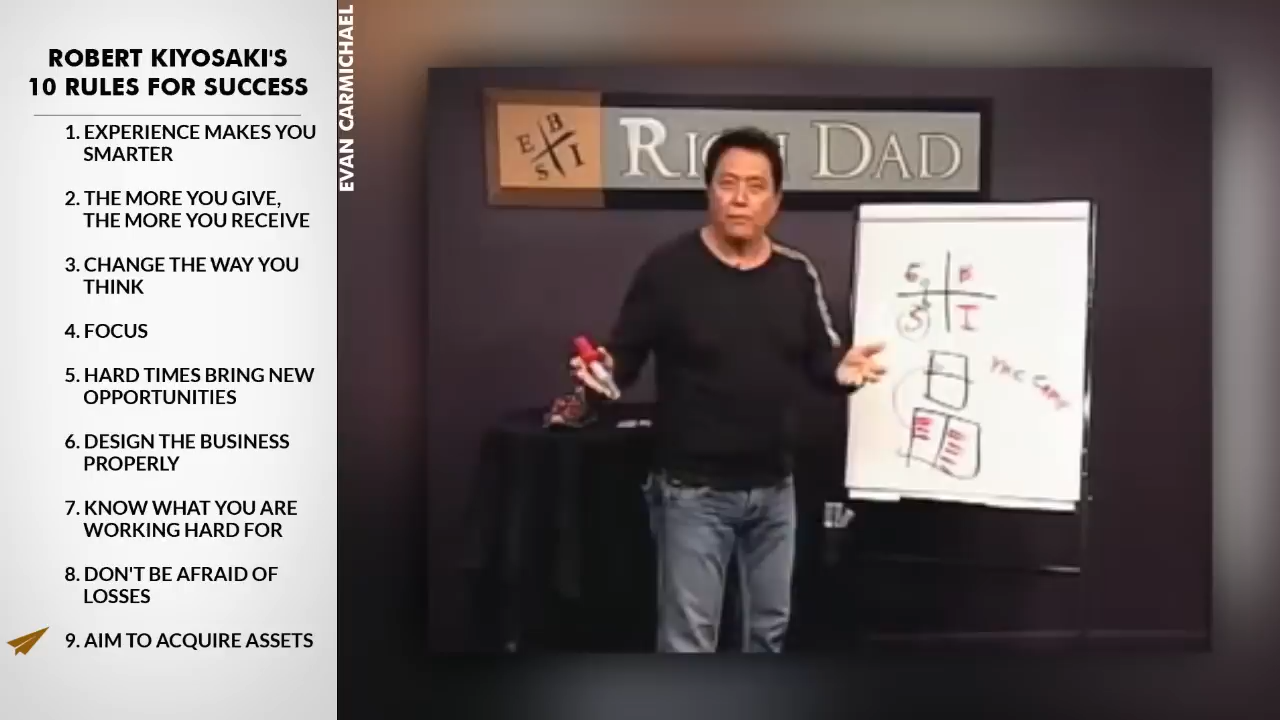 ROBERT KIYOSAKI'S
10 RULES FOR SUCCESS
1. EXPERIENCE MAKES YOU
SMARTER
2. THE MORE YOU GIVE,
THE MORE YOU RECEIVE
3. CHANGE THE WAY YOU
THINK
4. FOCUS
5. HARD TIMES BRING NEW
OPPORTUNITIES
6. DESIGN THE BUSINESS
PROPERLY
7. KNOW WHAT YOU ARE
WORKING HARD FOR
8. DON'T BE AFRAID OF
LOSSES
9. AIM TO ACQUIRE ASSETS
EVAN CARMICHAEL
E B
S I
RICH DAD
E B
S I